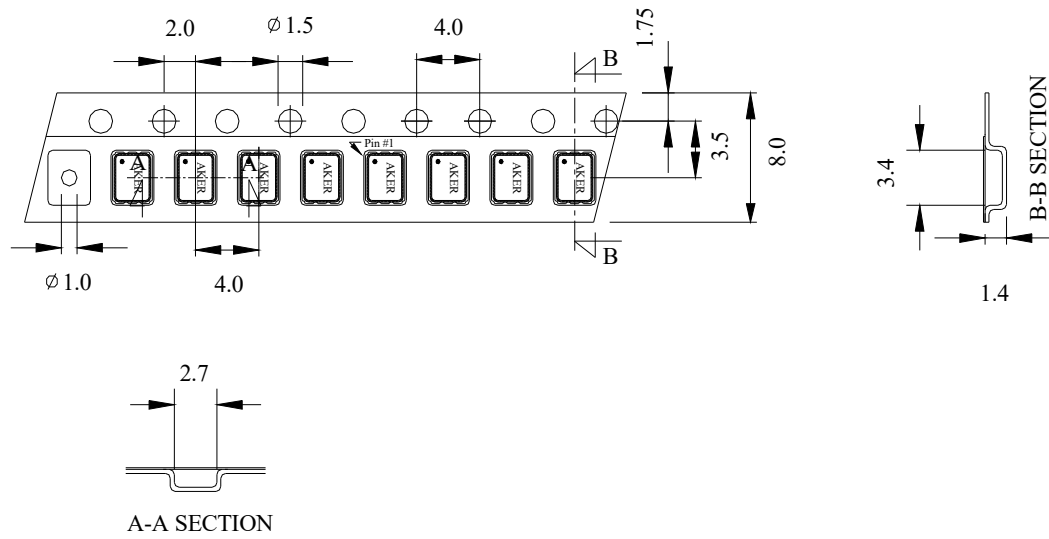 2.0
⌀1.5
4.0
1.75
B
Pin #1
A
A
AKER
AKER
AKER
AKER
AKER
AKER
AKER
AKER
3.5
8.0
3.4
B-B SECTION
B
⌀1.0
4.0
1.4
2.7
A-A SECTION